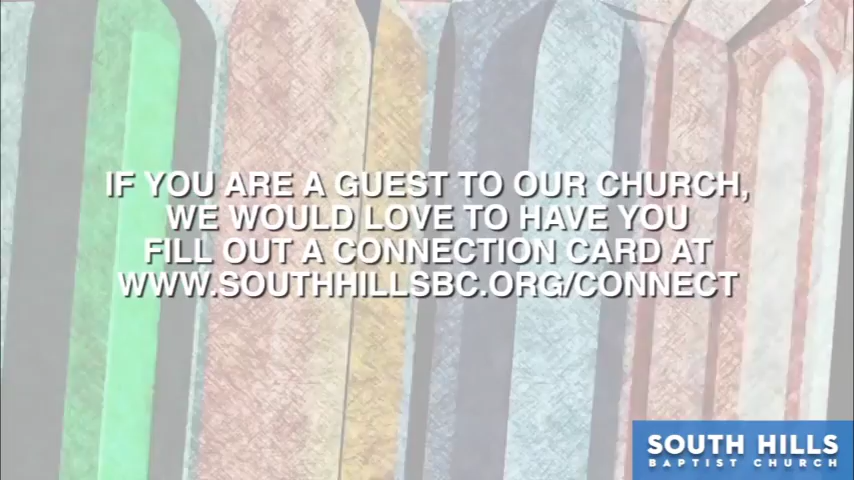 IF YOU ARE A GUEST TO OUR CHURCH,
WE WOULD LOVE TO HAVE YOU
FILL OUT A CONNECTION CARD AT
WWW.SOUTHHILLSBC.ORG/CONNECT
SOUTH HILLS
BAPTIST CHURCH